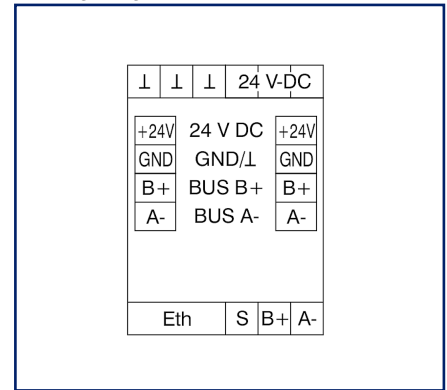 ⊥ ⊥ ⊥ 24 V-DC
+24V 24 V DC +24V
GND GND/⊥ GND
B+ BUS B+ B+
A- BUS A- A-
Eth S B+ A-